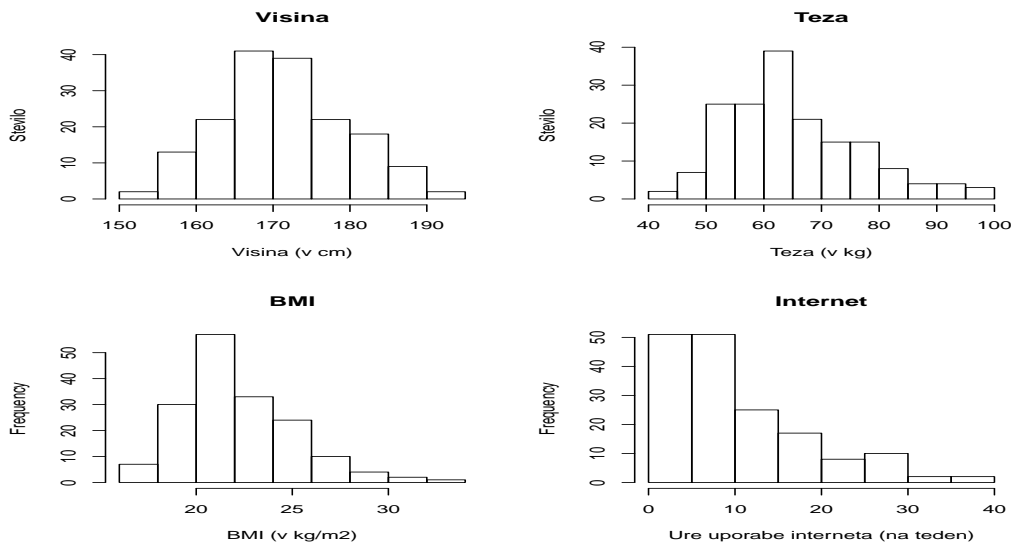 Visina
Stevilo
0 10 20 30 40
150 160 170 180 190
Visina (v cm)
Teza
Stevilo
0 10 20 30 40
40 50 60 70 80 90 100
Teza (v kg)
BMI
Frequency
0 10 20 30 40 50
20 25 30
BMI (v kg/m2)
Internet
Frequency
0 10 20 30 40 50
0 10 20 30 40
Ure uporabe interneta (na teden)